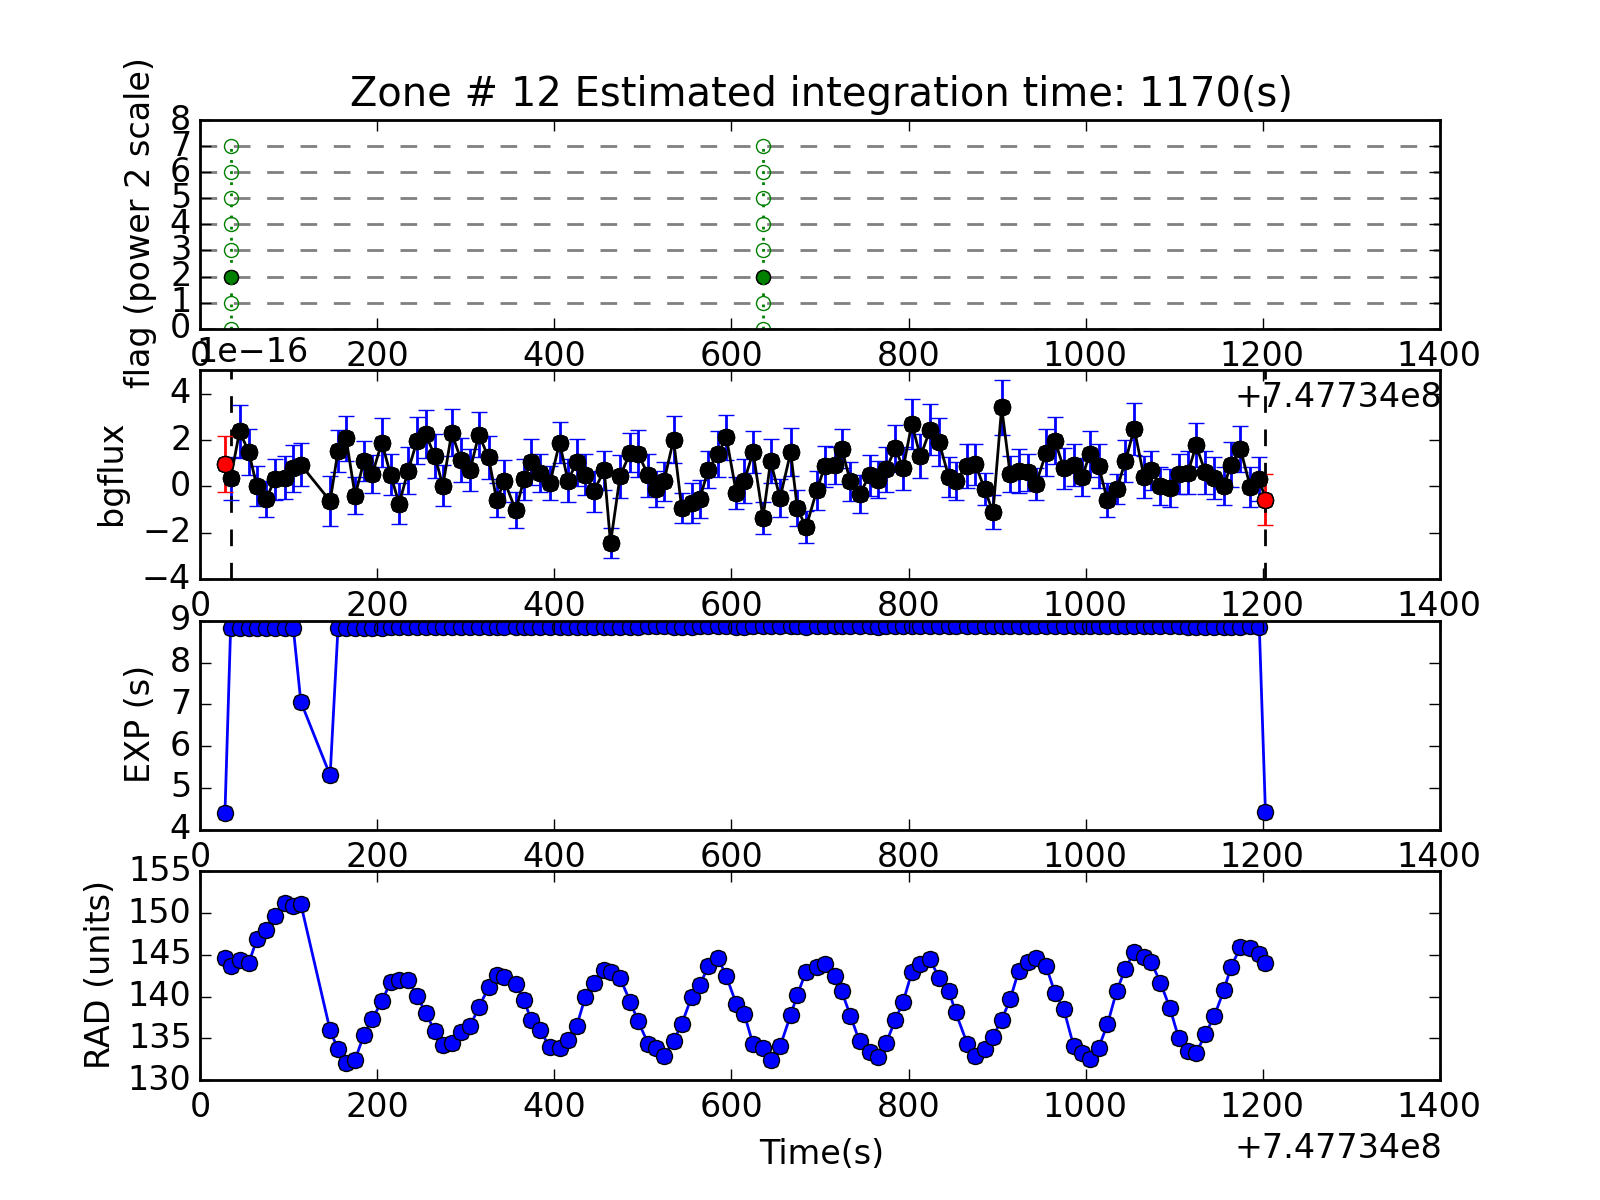 Zone # 12 Estimated integration time: 1170(s)
flag (power 2 scale)
8
7
6
5
4
3
2
1
0
0 200 400 600 800 1000 1200 1400
1e−16
+7.47734e8
bgflux
4
2
0
−2
−4
0 200 400 600 800 1000 1200 1400
EXP (s)
9
8
7
6
5
4
0 200 400 600 800 1000 1200 1400
RAD (units)
155
150
145
140
135
130
0 200 400 600 800 1000 1200 1400
Time(s)
+7.47734e8